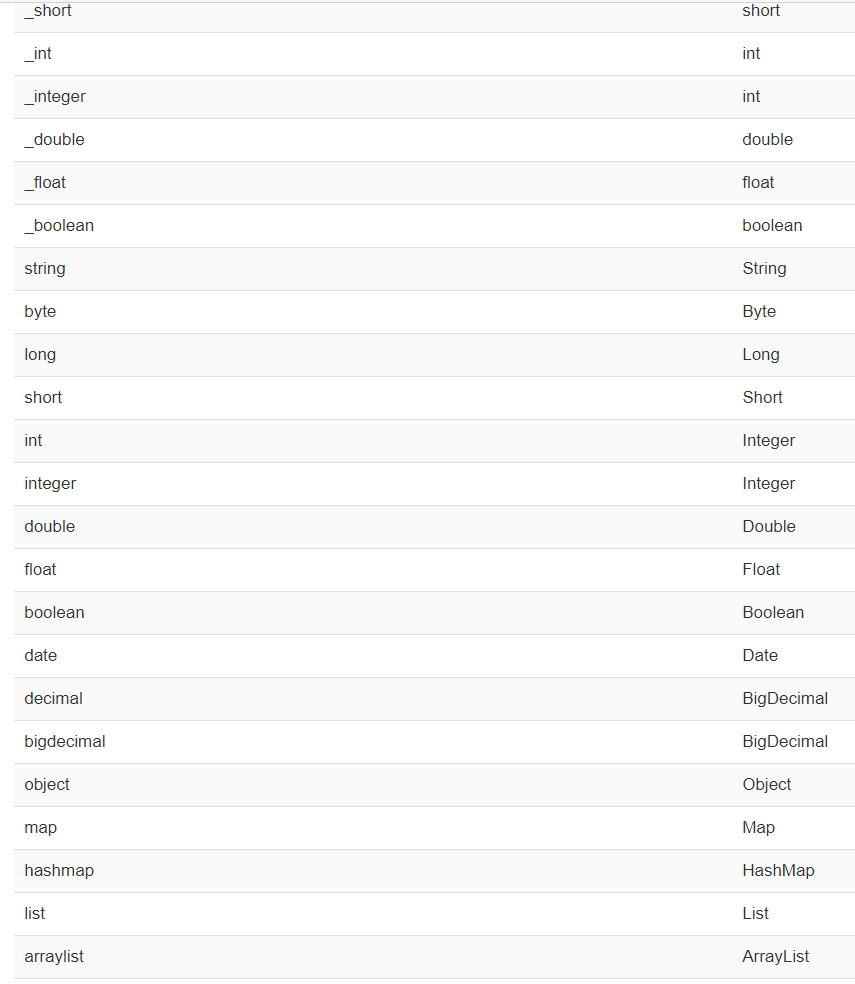 _short short
_int int
_integer int
_double double
_float float
_boolean boolean
string String
byte Byte
long Long
short Short
int Integer
integer Integer
double Double
float Float
boolean Boolean
date Date
decimal BigDecimal
bigdecimal BigDecimal
object Object
map Map
hashmap HashMap
list List
arraylist ArrayList